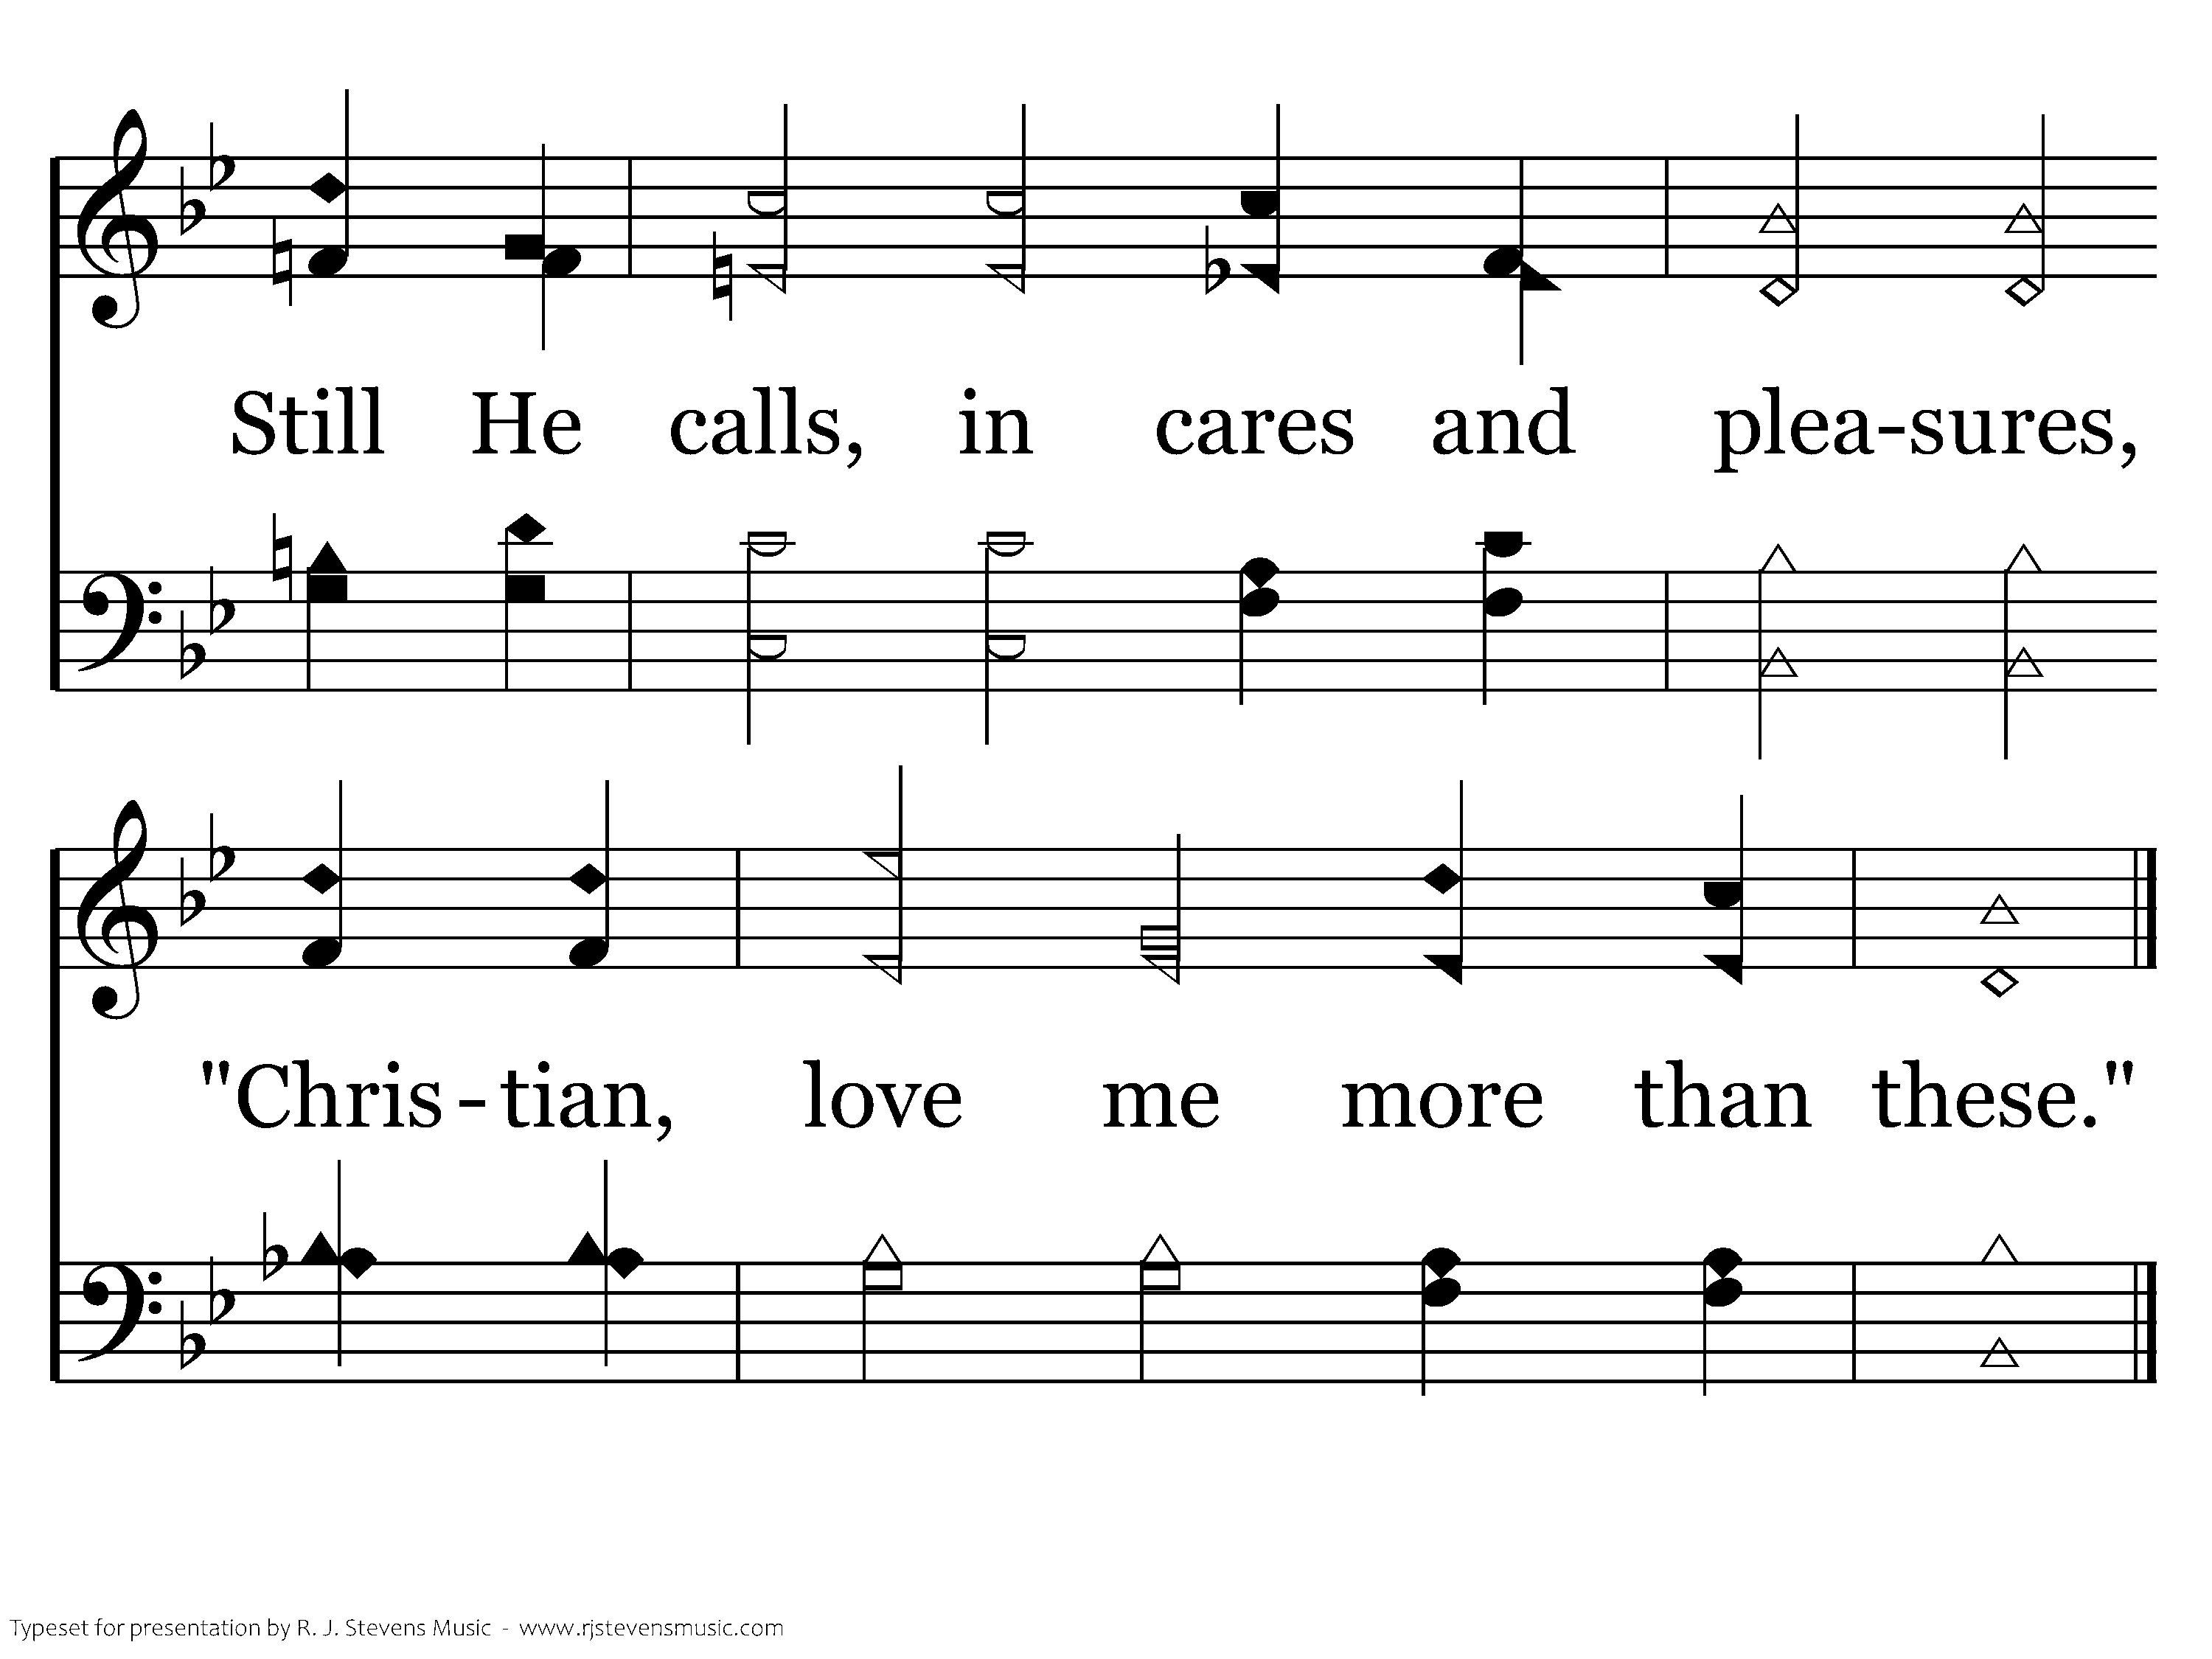 Still He calls, in cares and plea-sures,
"Chris-tian, love me more than these."
Typeset for presentation by R. J. Stevens Music - www.rjstevensmusic.com